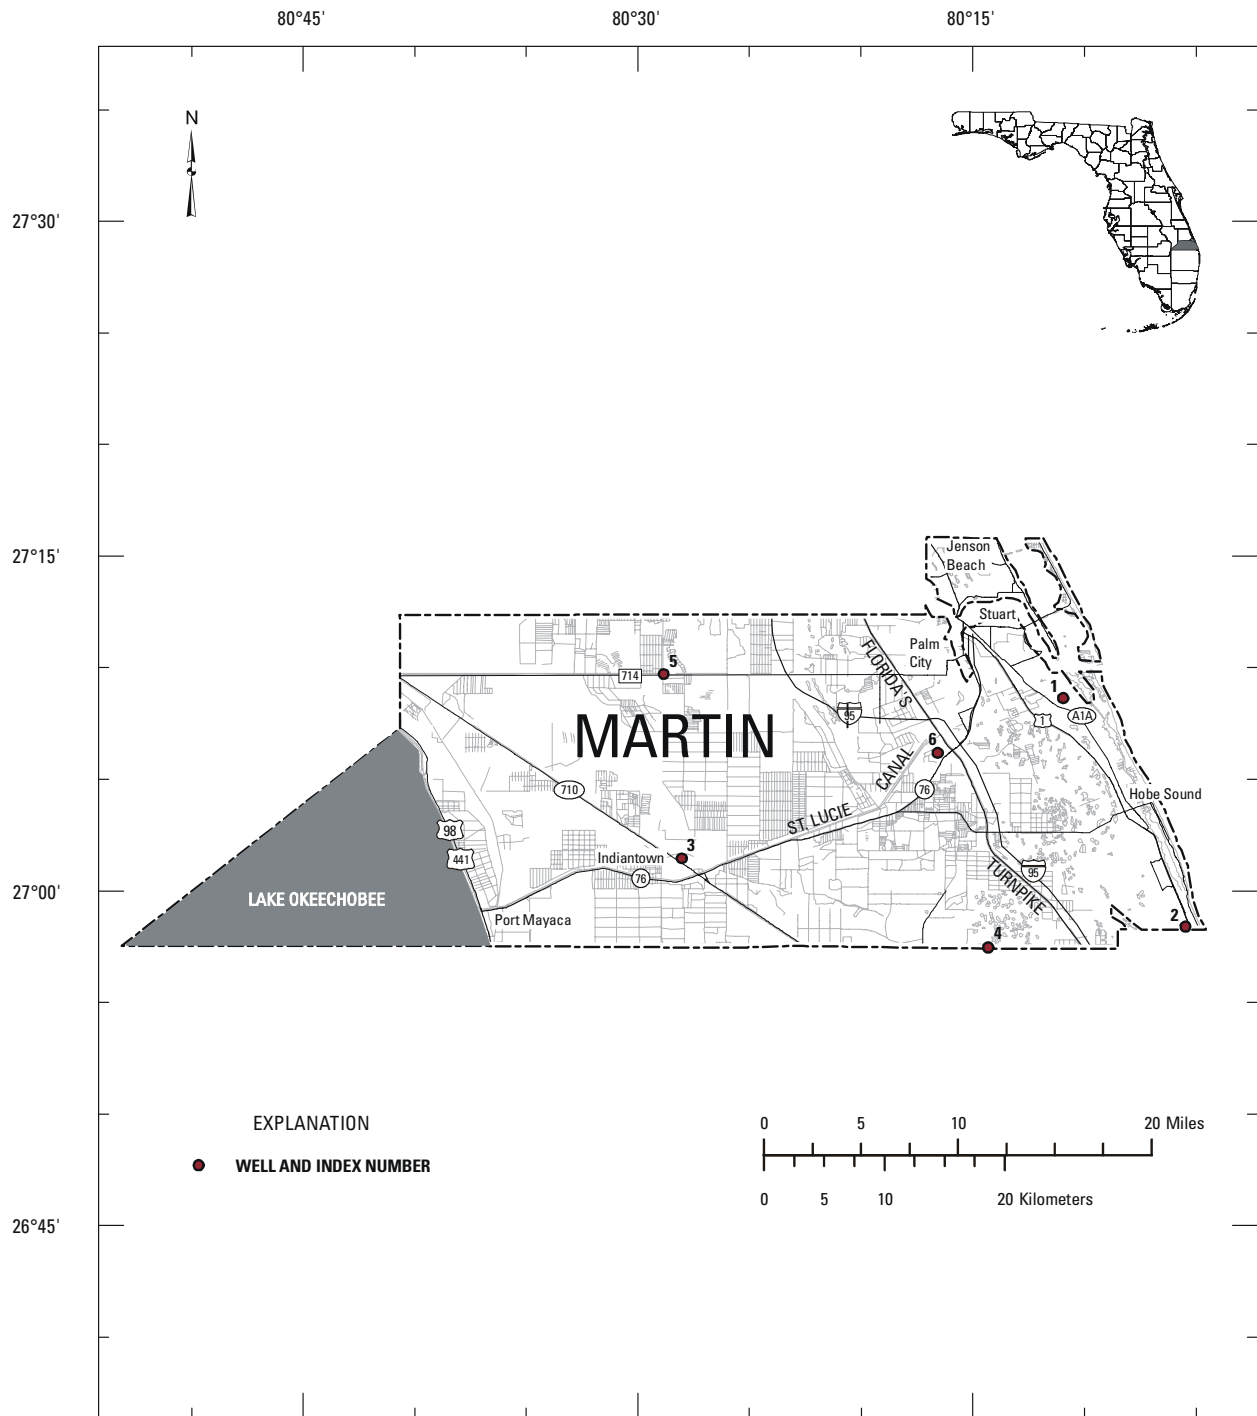 80°45'
80°30'
80°15'
N
27°30'
27°15'
Jenson
Beach
Stuart
Palm
City
FLORIDA'S
5
714
1
A1A
1
95
MARTIN
6
CANAL
710
76
Hobe Sound
ST. LUCIE
98
441
3
Indiantown
76
95
TURNPIKE
27°00'
LAKE OKEECHOBEE
Port Mayaca
2
4
EXPLANATION
WELL AND INDEX NUMBER
0 5 10 20 Miles
0 5 10 20 Kilometers
26°45'